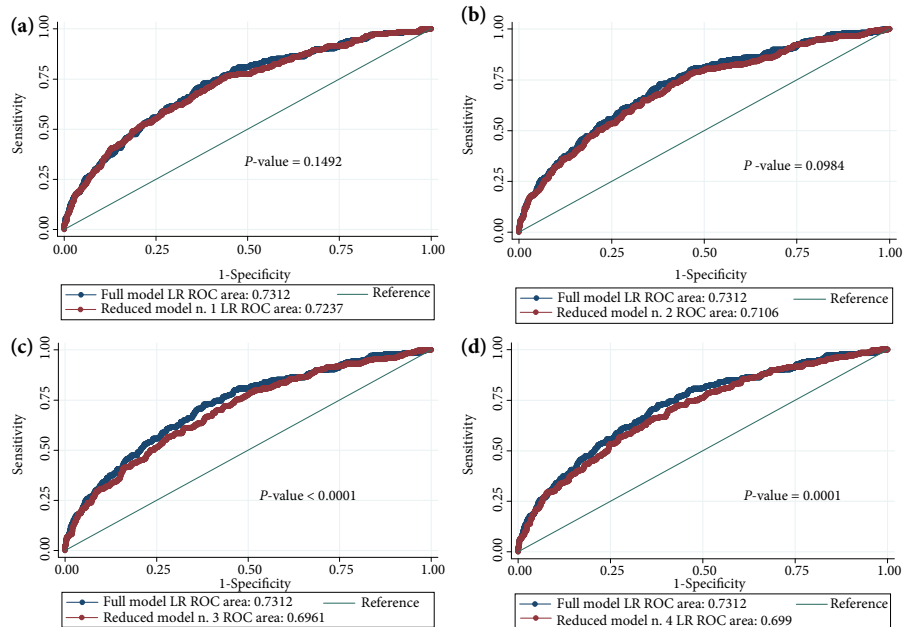 (a)
1.00
0.75
0.50
0.25
0.00
Sensitivity
P-value = 0.1492
0.00 0.25 0.50 0.75 1.00
1-Specificity
Full model LR ROC area: 0.7312 Reference
Reduced model n. 1 LR ROC area: 0.7237
(b)
1.00
0.75
0.50
0.25
0.00
Sensitivity
P -value = 0.0984
0.00 0.25 0.50 0.75 1.00
1-Specificity
Full model LR ROC area: 0.7312 Reference
Reduced model n. 2 ROC area: 0.7106
(c)
1.00
0.75
0.50
0.25
0.00
Sensitivity
P-value < 0.0001
0.00 0.25 0.50 0.75 1.00
1-Specificity
Full model LR ROC area: 0.7312 Reference
Reduced model n. 3 ROC area: 0.6961
(d)
1.00
0.75
0.50
0.25
0.00
Sensitivity
P-value = 0.0001
0.00 0.25 0.50 0.75 1.00
1-Specificity
Full model LR ROC area: 0.7312 Reference
Reduced model n. 4 LR ROC area: 0.699